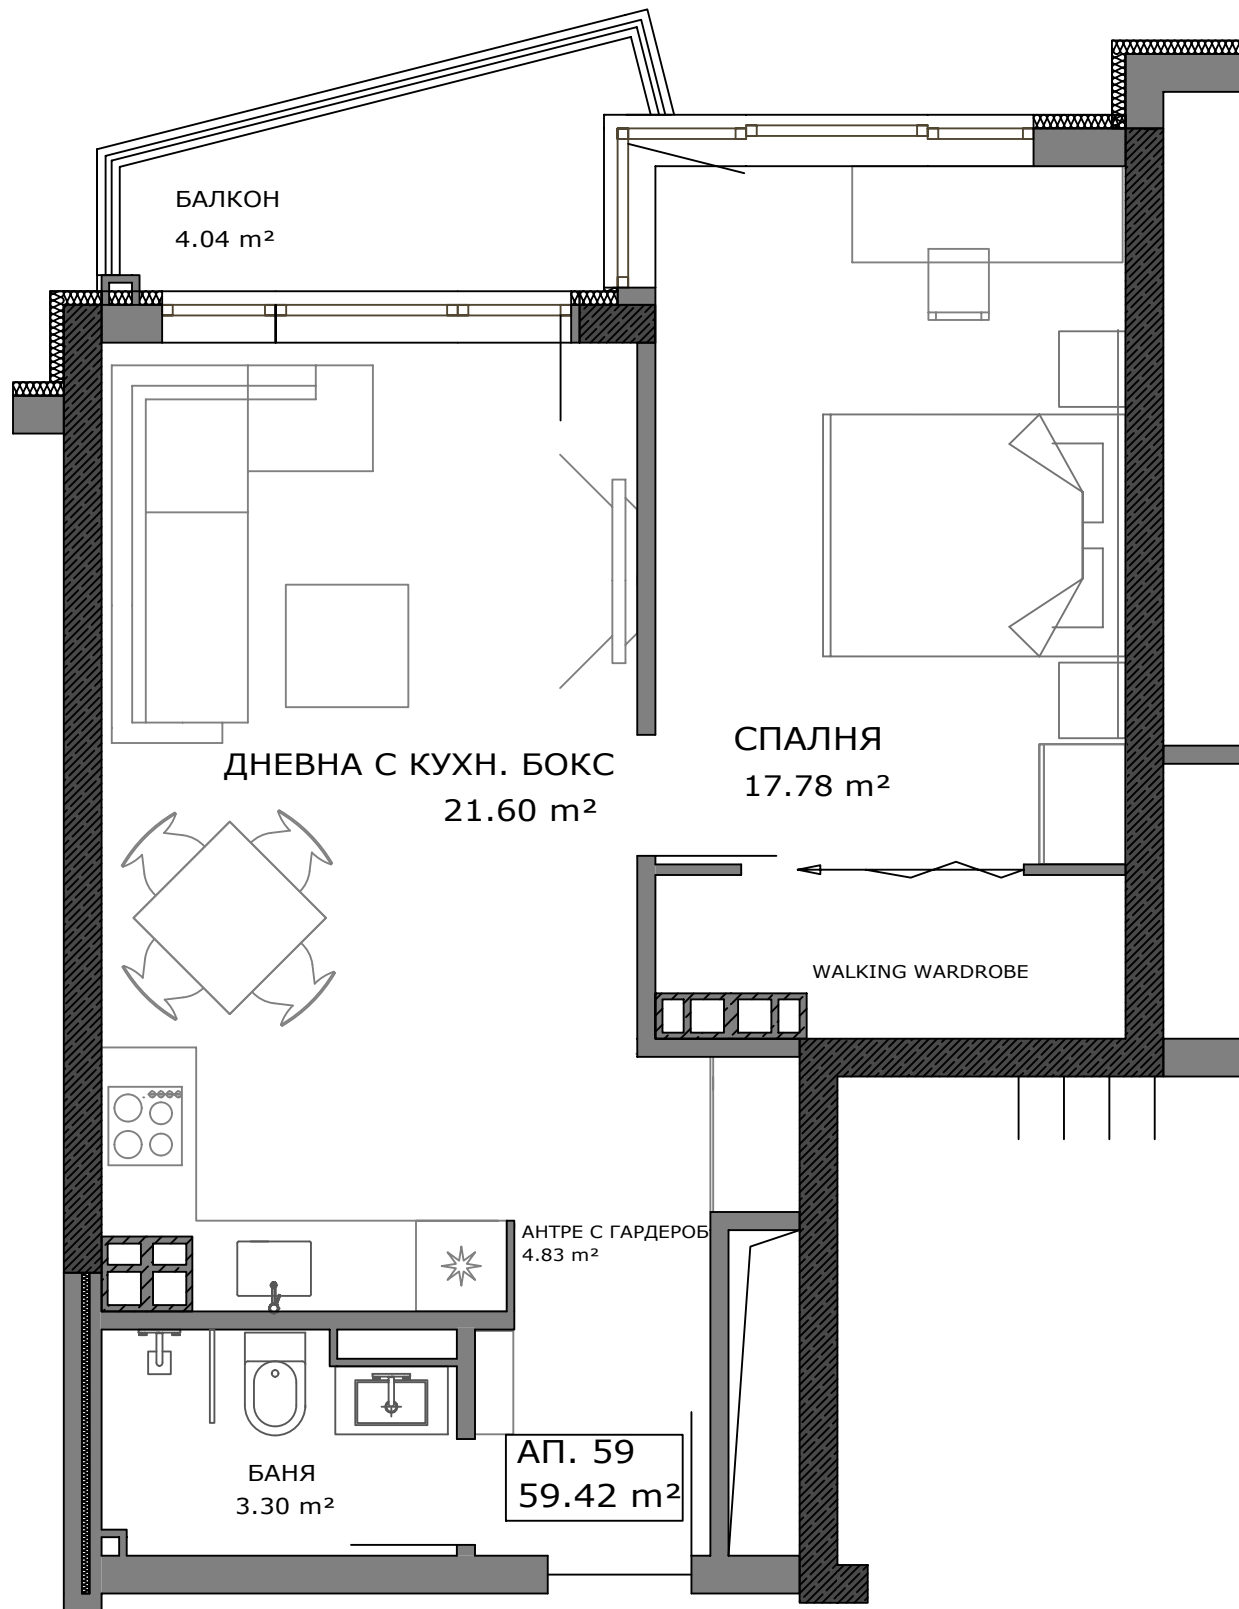 БАЛКОН
4.04 m²
СПАЛНЯ
17.78 m²
ДНЕВНА С КУХН. БОКС
21.60 m²
WALKING WARDROBE
АНТРЕ С ГАРДЕРОБ
4.83 m²
АП. 59
59.42 m²
БАНЯ
3.30 m²